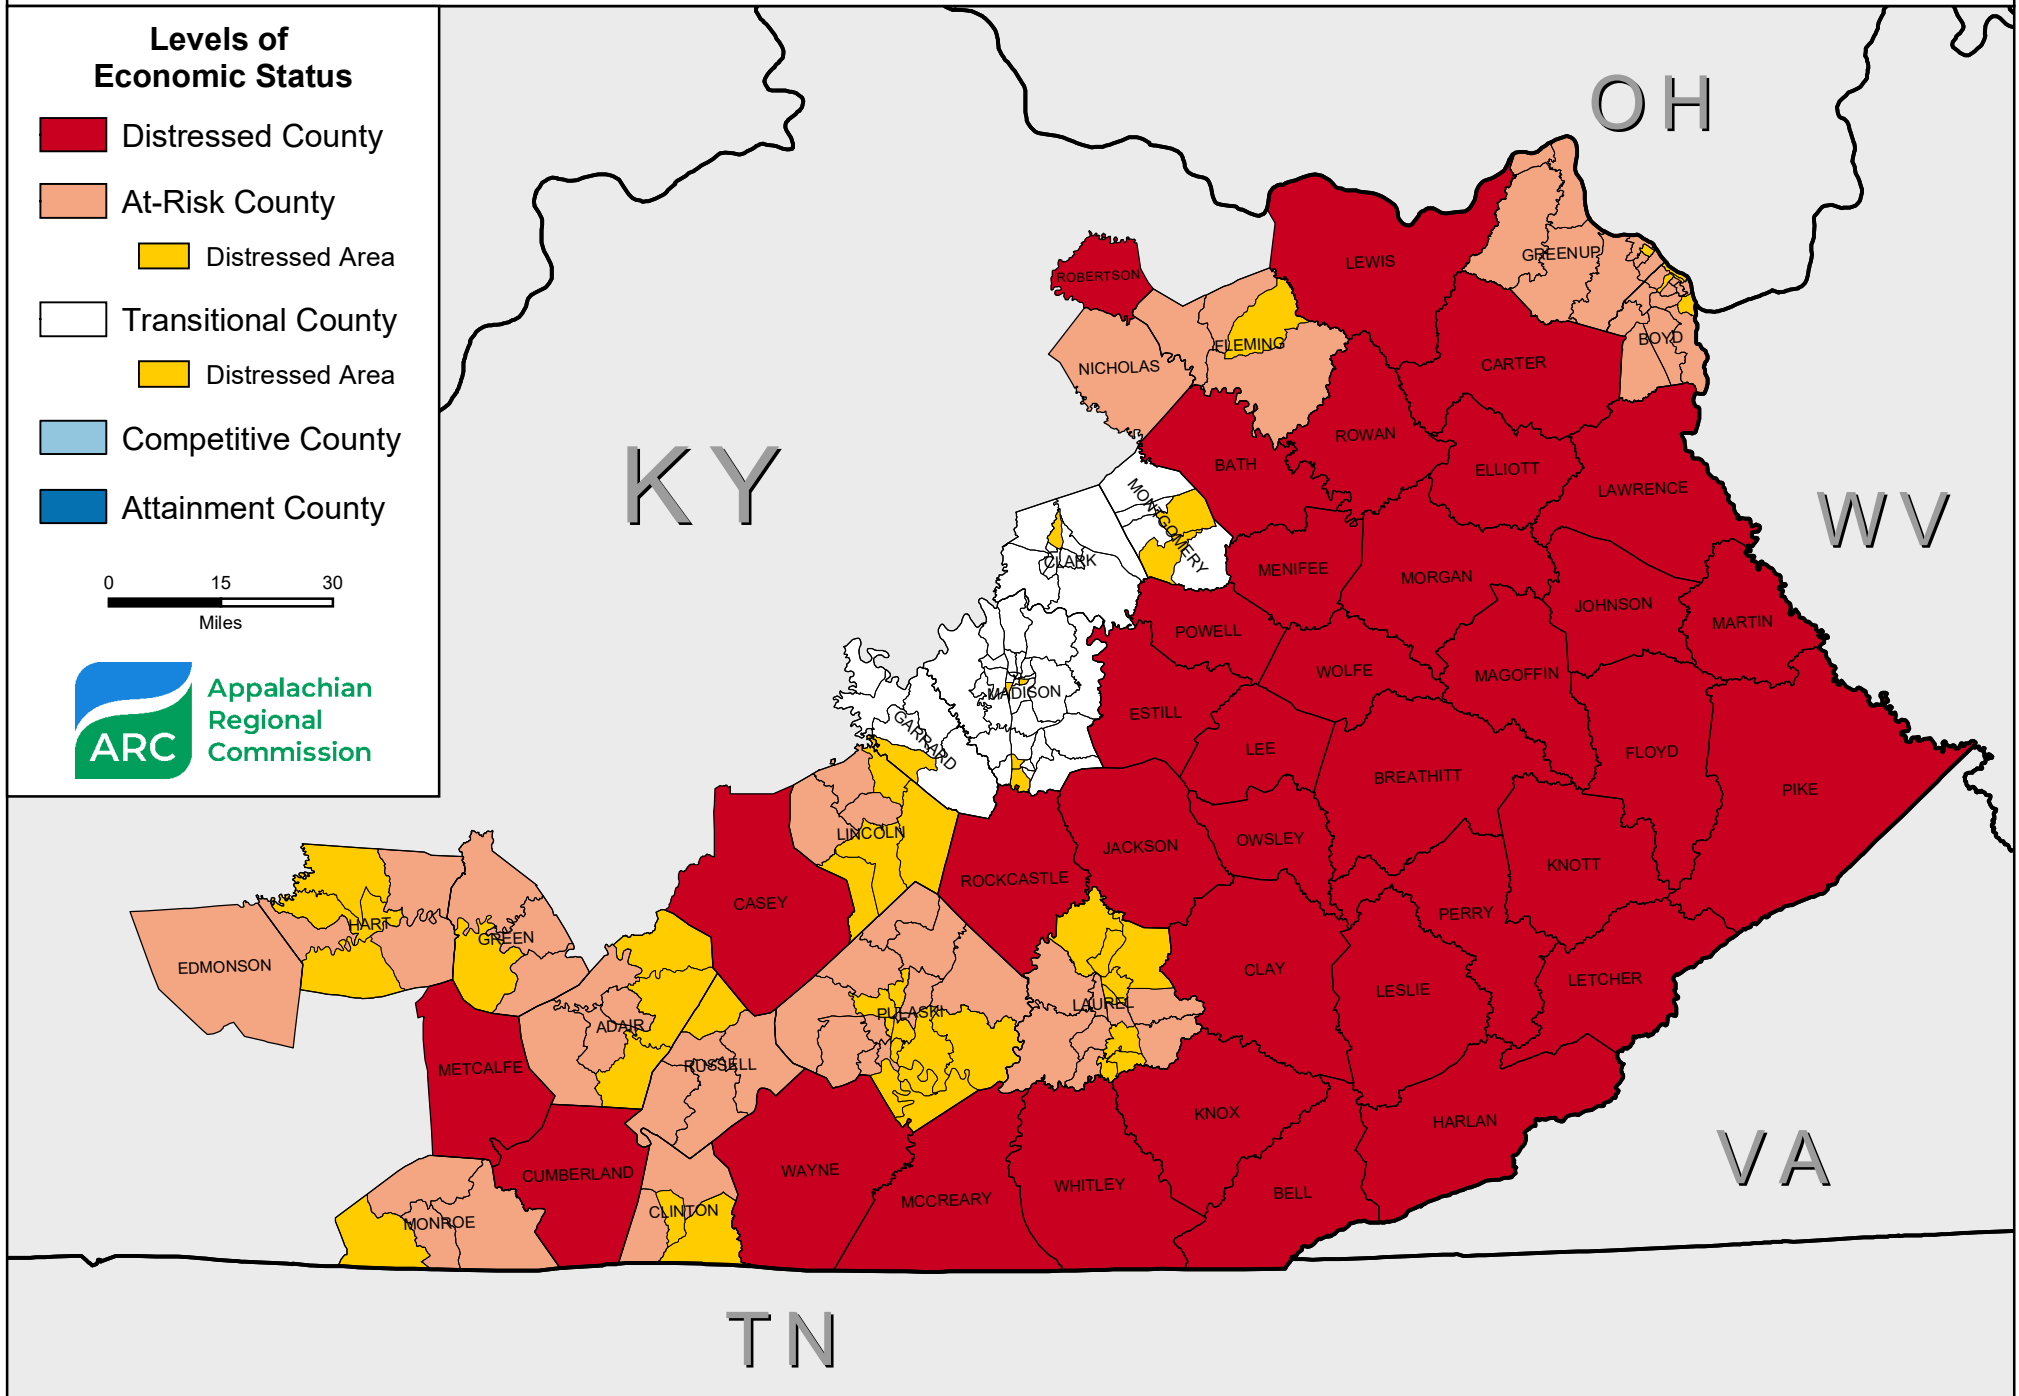 Levels of
Economic Status
Distressed County
At-Risk County
Distressed Area
Transitional County
Distressed Area
Competitive County
Attainment County
0 15 30
Miles
ARC
Appalachian
Regional
Commission
OH
KY
WV
VA
TN
ROBERTSON
LEWIS
GREENUP
NICHOLAS
FLEMING
CARTER
BOYD
BATH
ROWAN
ELLIOTT
LAWRENCE
MONTGOMERY
CLARK
MENIFEE
MORGAN
JOHNSON
MARTIN
POWELL
WOLFE
MAGOFFIN
MADISON
GARRARD
ESTILL
LEE
BREATHITT
FLOYD
PIKE
LINCOLN
JACKSON
OWSLEY
KNOTT
CASEY
ROCKCASTLE
PERRY
HART
GREEN
EDMONSON
CLAY
LESLIE
LETCHER
ADAIR
PULASKI
LAUREL
METCALFE
RUSSELL
KNOX
HARLAN
CUMBERLAND
WAYNE
MCCREARY
WHITLEY
BELL
MONROE
CLINTON